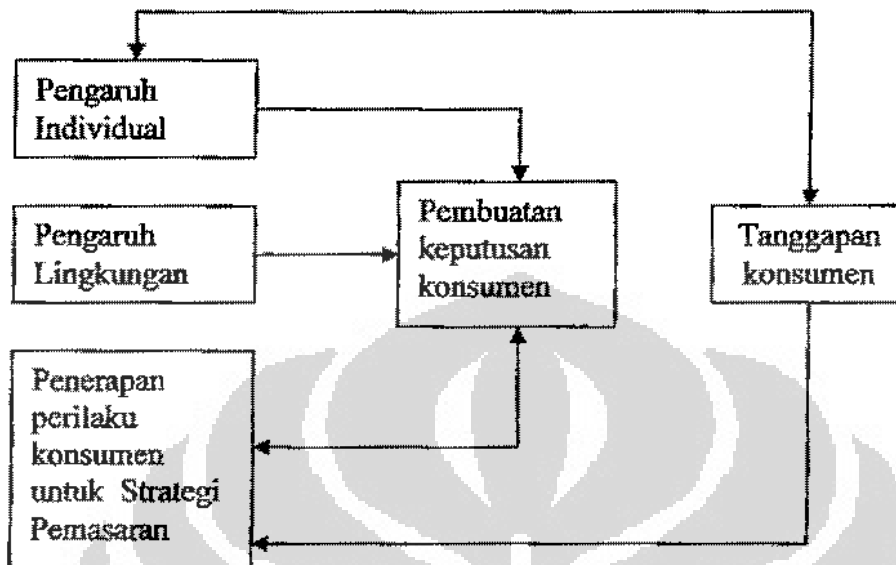 Pengaruh
Individual
Pengaruh
Lingkungan
Penerapan
perilaku
konsumen
untuk Strategi
Pemasaran
Pembuatan
keputusan
konsumen
Tanggapan
konsumen